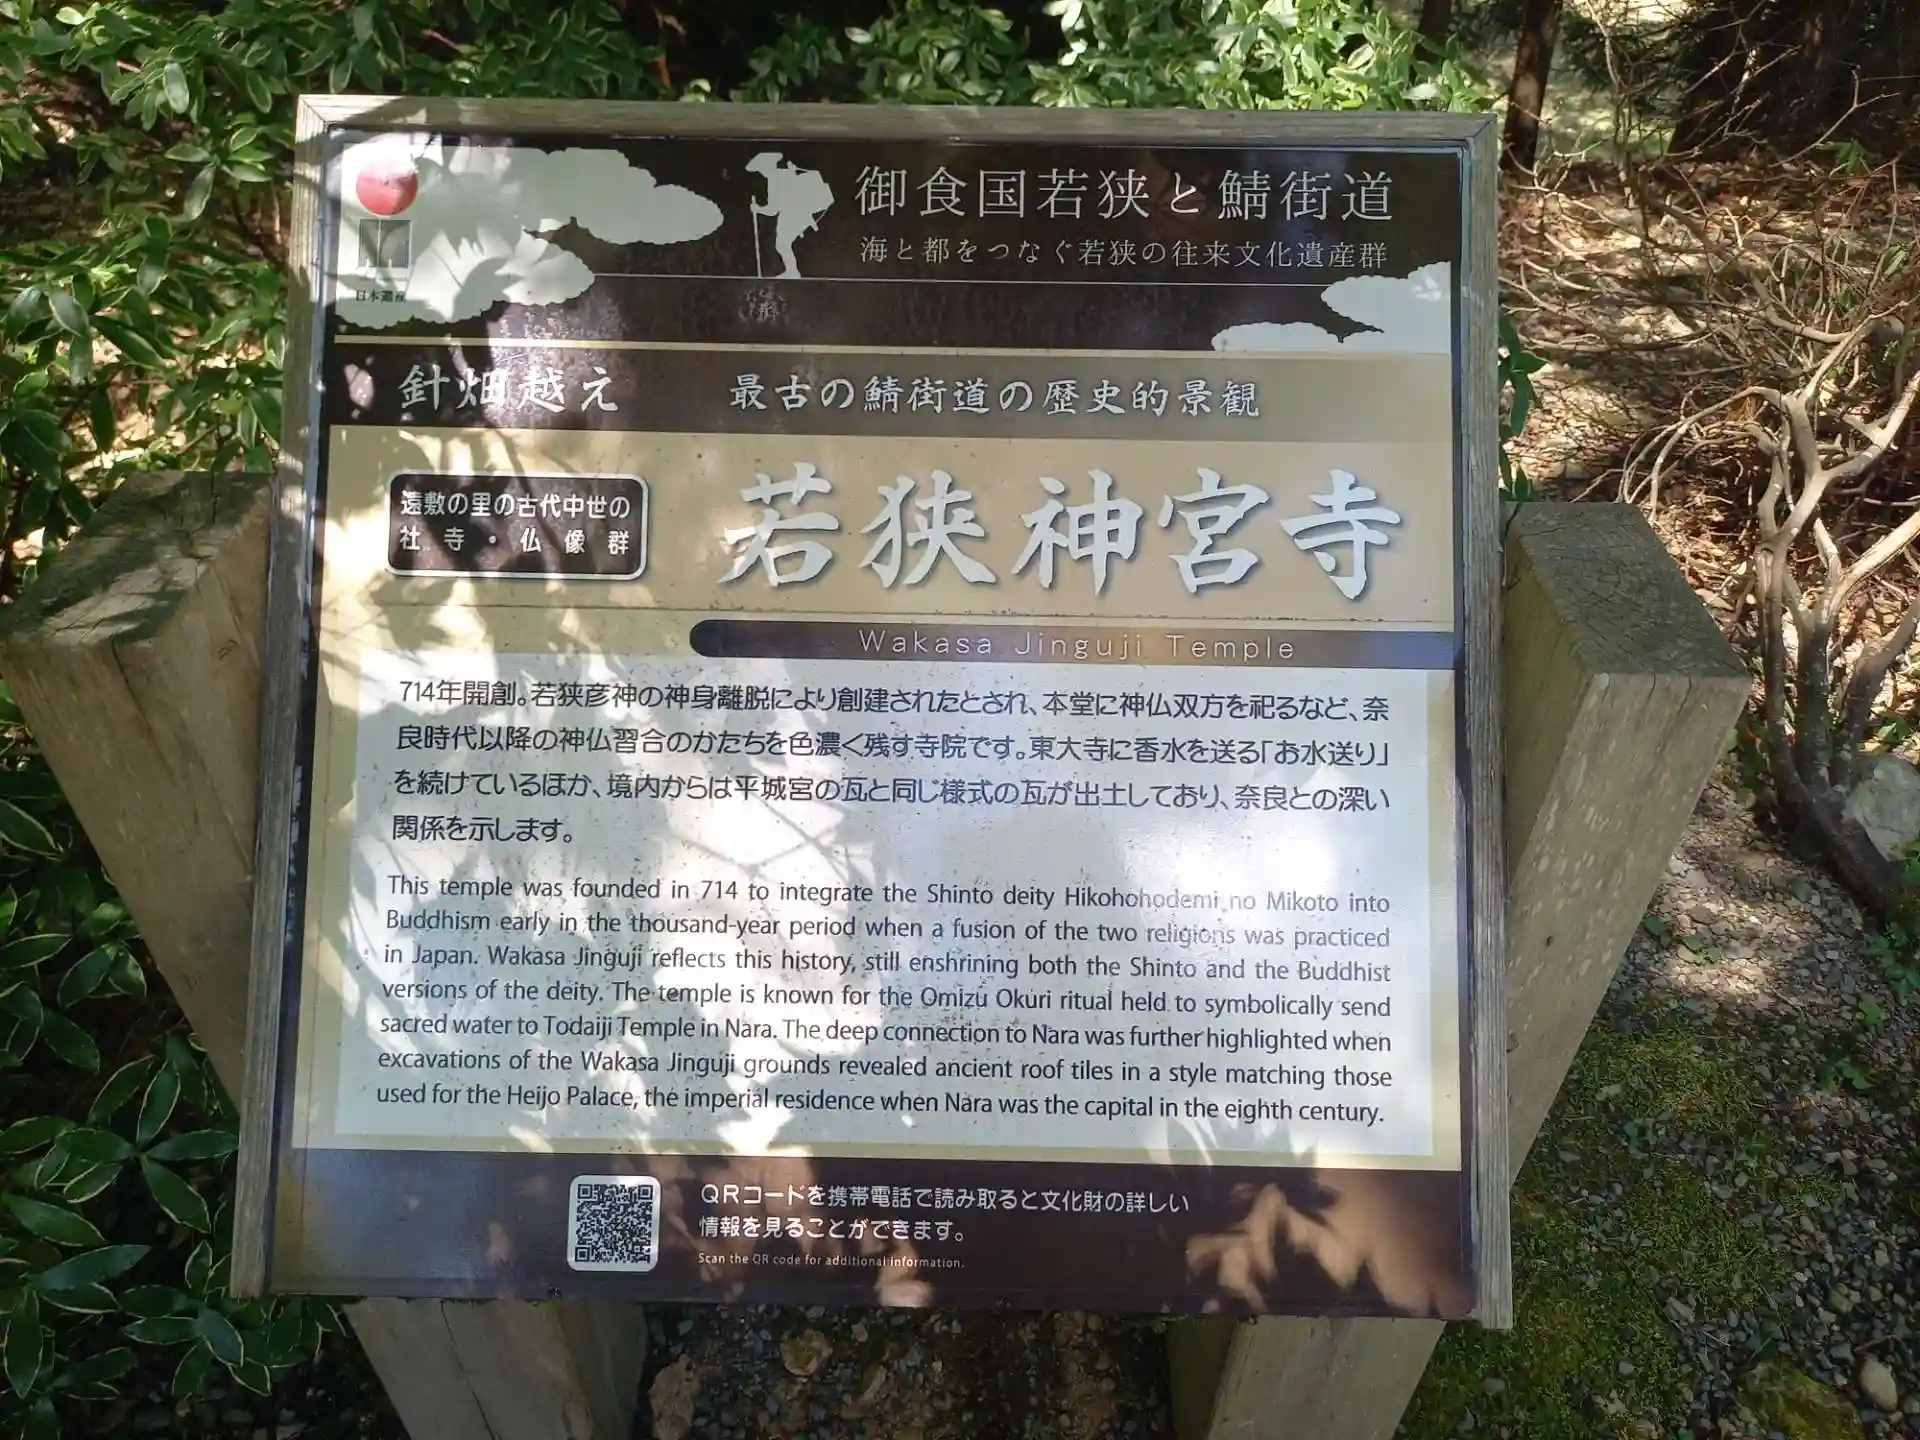 日本遺産
御食国若狭と鯖街道
海と都をつなぐ若狭の往来文化遺産群
針畑越え 最古の鯖街道の歴史的景観
遠敷の里の古代中世の
社寺・仏像群
若狭神宮寺
Wakasa Jinguji Temple
714年開創。若狭彦神の神身離脱により創建されたとされ、本堂に神仏双方を祀るなど、奈
良時代以降の神仏習合のかたちを色濃く残す寺院です。東大寺に香水を送る「お水送り」
を続けているほか、境内からは平城宮の瓦と同じ様式の瓦が出土しており、奈良との深い
関係を示します。
This temple was founded in 714 to integrate the Shinto deity Hikohohodemi no Mikoto into
Buddhism early in the thousand-year period when a fusion of the two religions was practiced
in Japan. Wakasa Jinguji reflects this history, still enshrining both the Shinto and the Buddhist
versions of the deity. The temple is known for the Omizu Okuri ritual held to symbolically send
sacred water to Todaiji Temple in Nara. The deep connection to Nara was further highlighted when
excavations of the Wakasa Jinguji grounds revealed ancient roof tiles in a style matching those
used for the Heijo Palace, the imperial residence when Nara was the capital in the eighth century.
QRコードを携帯電話で読み取ると文化財の詳しい
情報を見ることができます。
Scan the QR code for additional information.